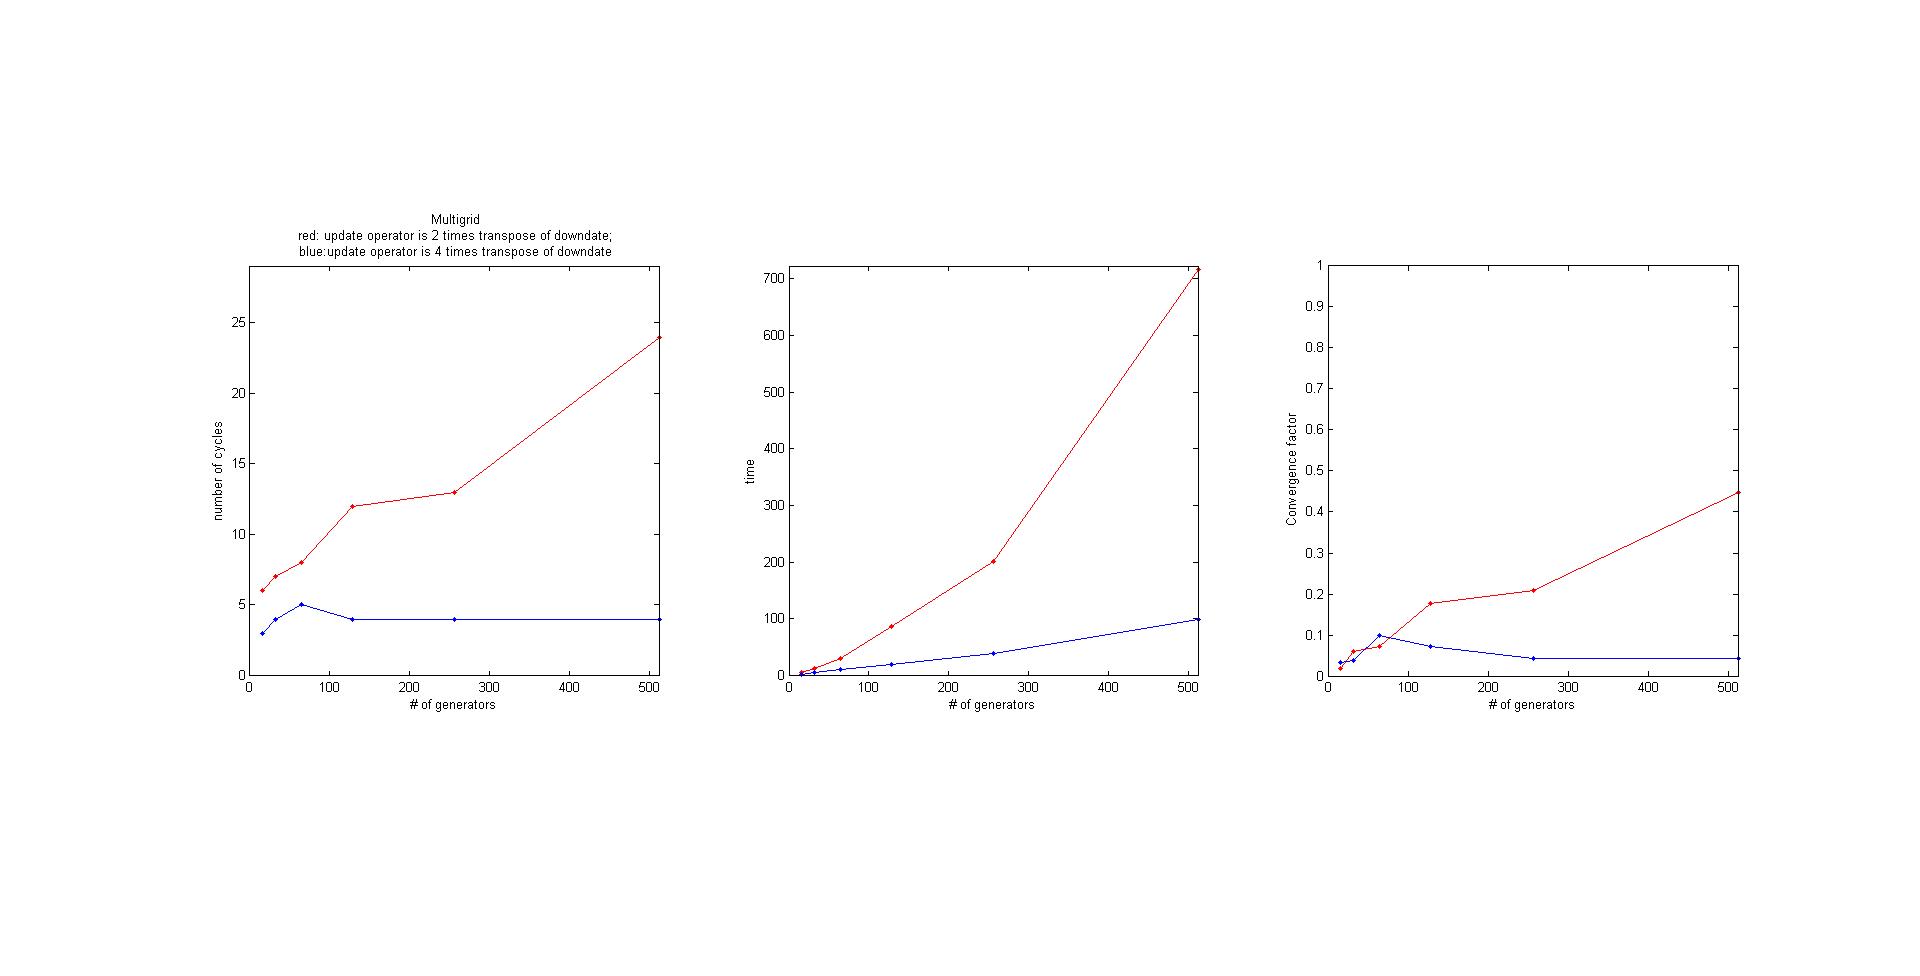 Multigrid
red: update operator is 2 times transpose of downdate;
blue:update operator is 4 times transpose of downdate
25
20
15
10
5
0
number of cycles
0 100 200 300 400 500
# of generators
700
600
500
400
300
200
100
0
time
0 100 200 300 400 500
# of generators
1
0.9
0.8
0.7
0.6
0.5
0.4
0.3
0.2
0.1
0
Convergence factor
0 100 200 300 400 500
# of generators